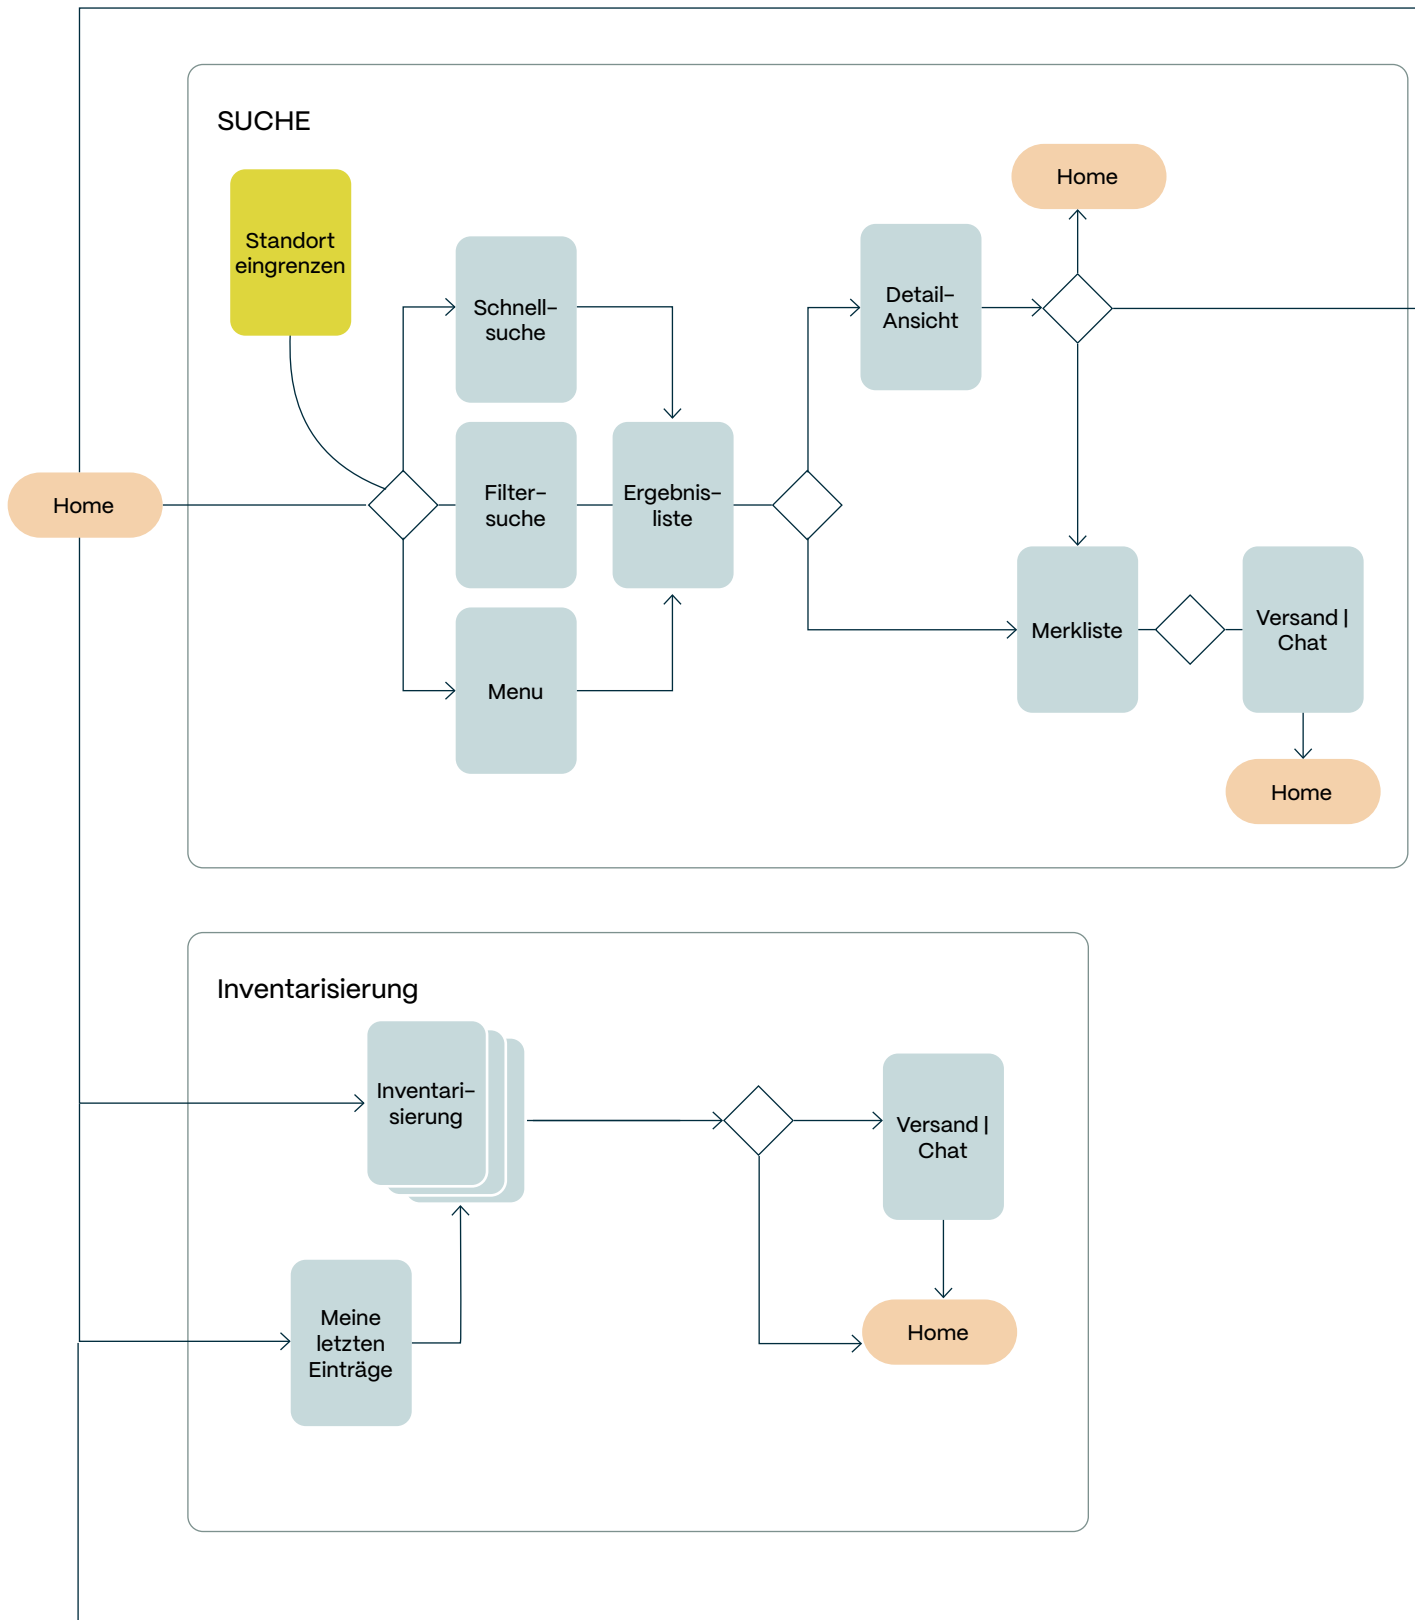 SUCHE
Home
Standort
eingrenzen
Schnell-
suche
Detail-
Ansicht
Home
Filter-
suche
Ergebnis-
liste
Menu
Merkliste
Versand |
Chat
Home
Inventarisierung
Inventari-
sierung
Versand |
Chat
Meine
letzten
Einträge
Home